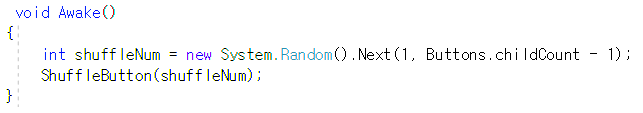 void Awake()
{
int shuffleNum = new System.Random().Next(1, Buttons.childCount - 1);
ShuffleButton(shuffleNum);
}